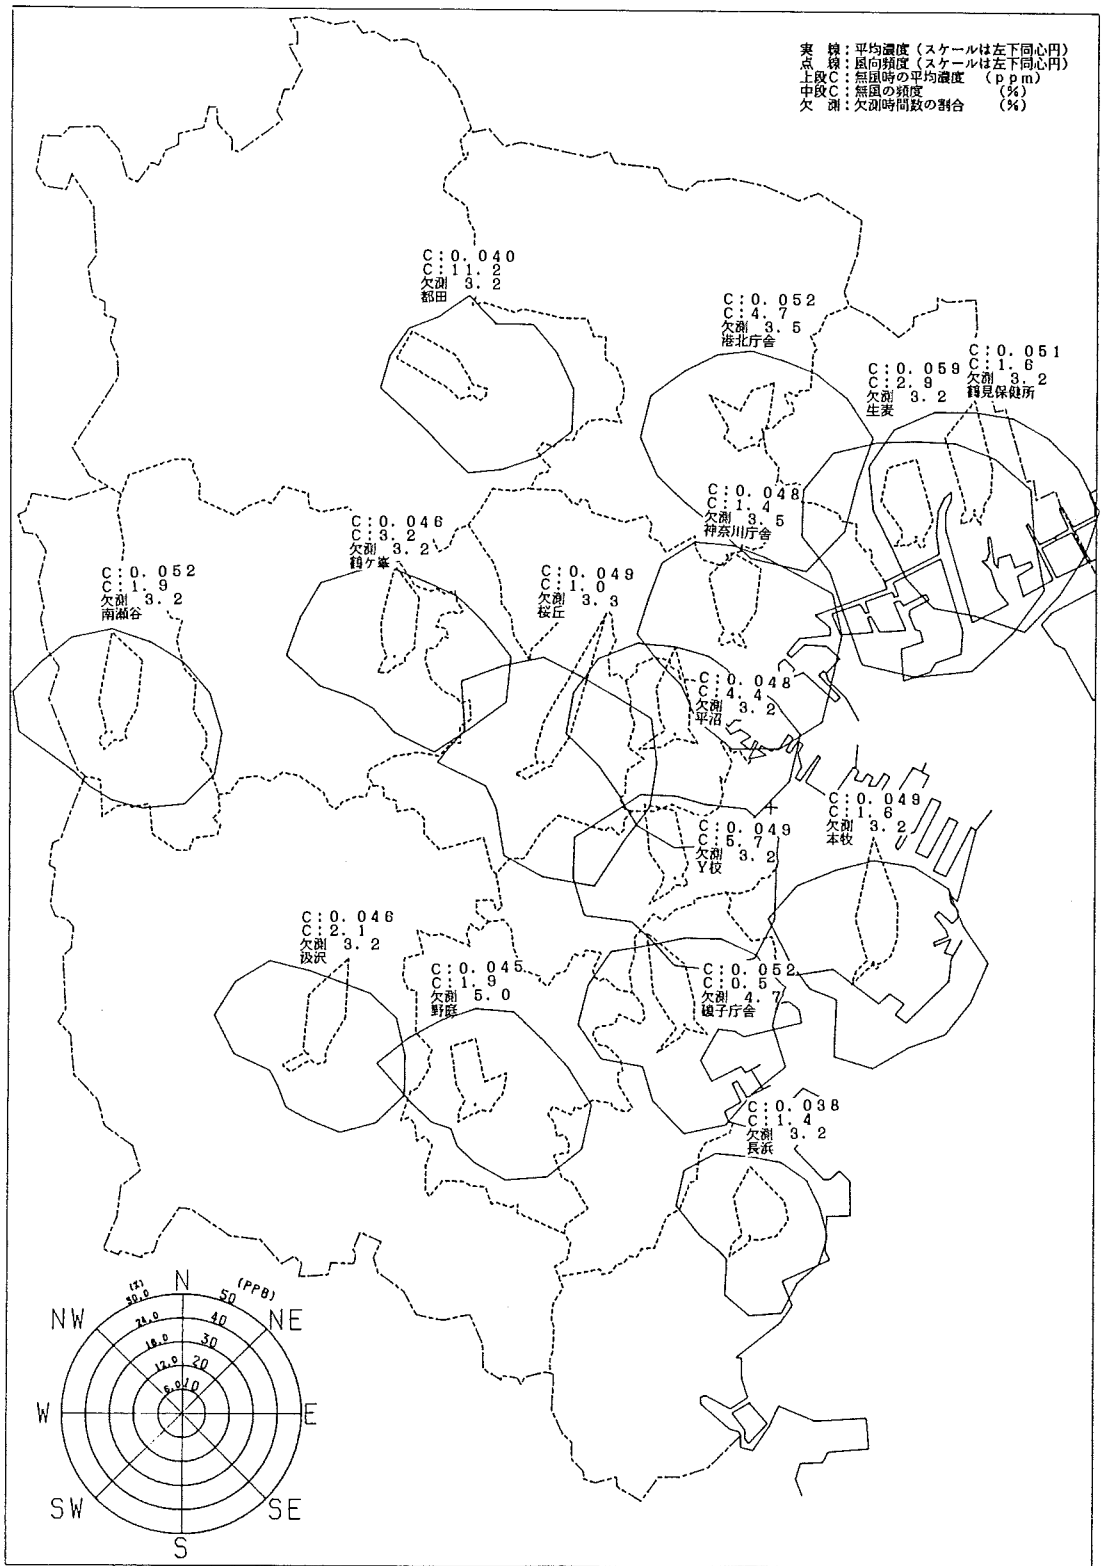 実　線：平均濃度（スケールは左下同心円）
点　線：風向頻度（スケールは左下同心円）
上段C：無風時の平均濃度　（ppm）
中段C：無風の頻度　（％）
欠　測：欠測時間数の割合　（％）
C：0．040
C：11．2
欠測　3．2
都田
C：0．052
C：4．7
欠測　3．5
港北庁舎
C：0．059
C：2．9
欠測　3．2
生麦
C：0．051
C：1．6
欠測　3．2
鶴見保健所
C：0．048
C：1．4
欠測　3．5
神奈川庁舎
C：0．046
C：3．2
欠測　3．2
鶴ケ峯
C：0．049
C：1．0
欠測　3．3
桜丘
C：0．052
C：1．9
欠測　3．2
南瀬谷
C：0．048
C：4．4
欠測　3．2
平沼
C：0．049
C：1．6
欠測　3．2
本牧
C：0．049
C：5．7
欠測　3．2
Y校
C：0．046
C：2．1
欠測　3．2
汲沢
C：0．045
C：1．9
欠測　5．0
野庭
C：0．052
C：0．5
欠測　4．7
磯子庁舎
C：0．038
C：1．4
欠測　3．2
長浜
(%)
N
(PPB)
30.0
50
24.0
40
18.0
30
12.0
20
6.0
10
NW
NE
W
E
SW
SE
S